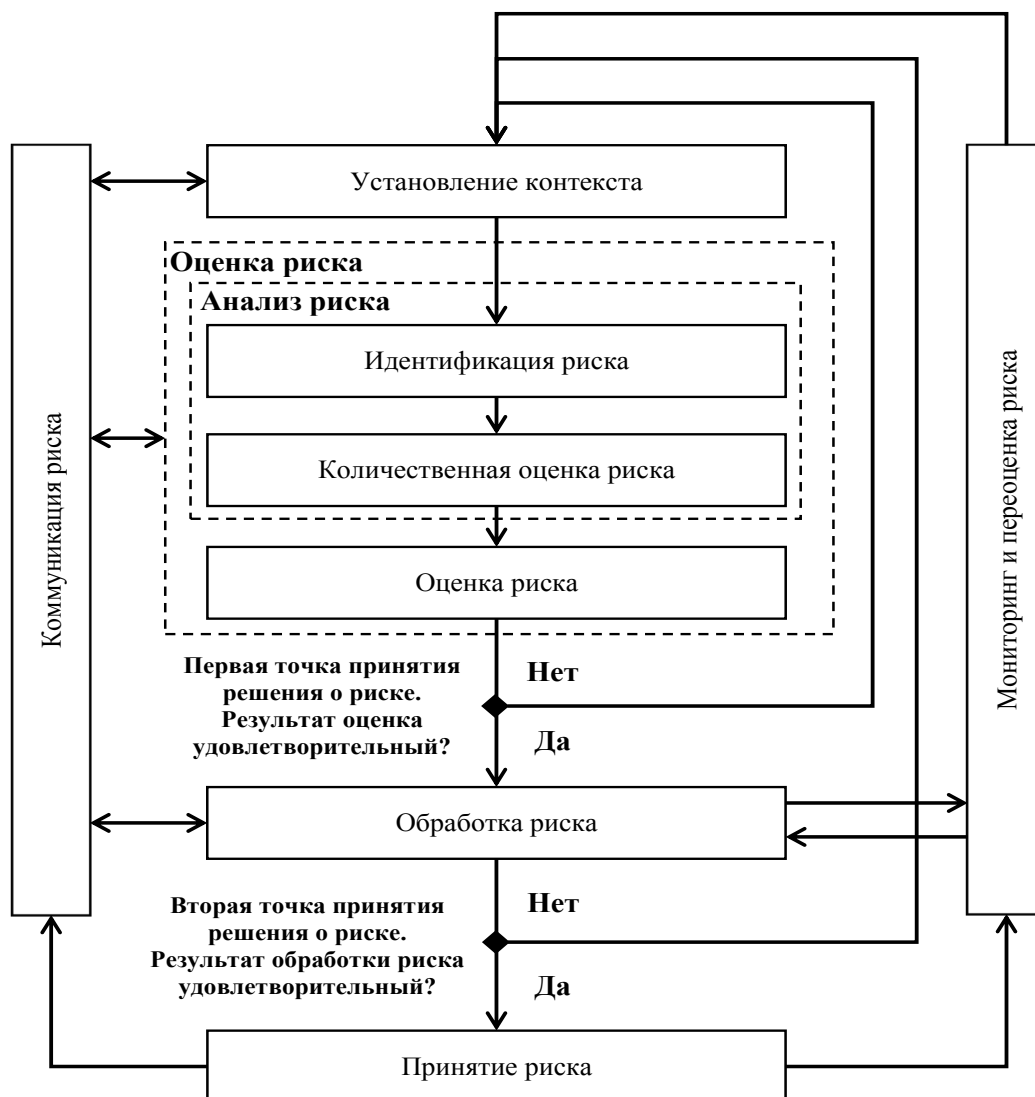 Установление контекста
Оценка риска
Анализ риска
Идентификация риска
Количественная оценка риска
Оценка риска
Первая точка принятия
решения о риске.
Результат оценка
удовлетворительный?
Нет
Да
Обработка риска
Вторая точка принятия
решения о риске.
Результат обработки риска
удовлетворительный?
Нет
Да
Принятие риска
Коммуникация риска
Мониторинг и переоценка риска